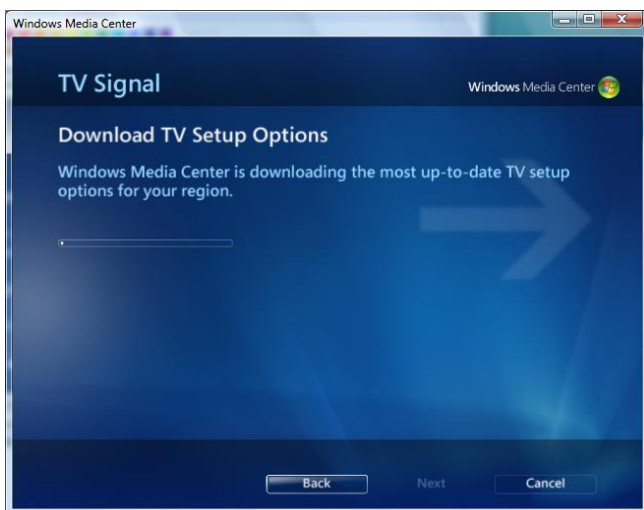 Windows Media Center
TV Signal
Windows Media Center
Download TV Setup Options
Windows Media Center is downloading the most up-to-date TV setup
options for your region.
Back Next Cancel